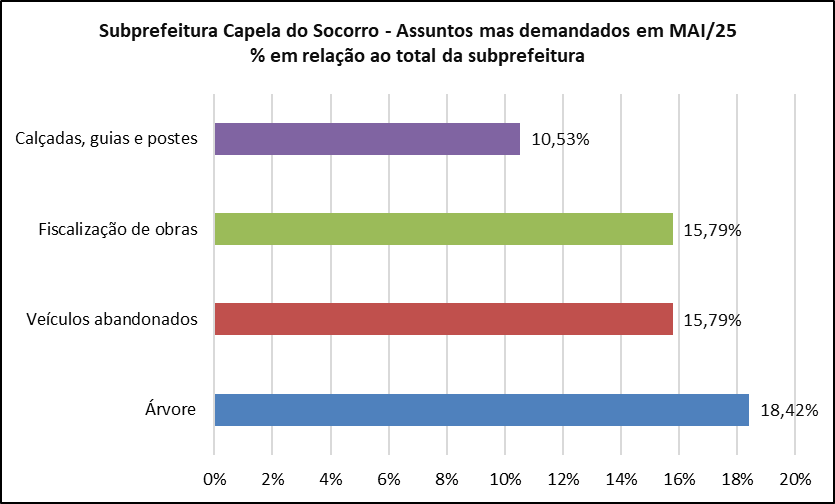 Subprefeitura Capela do Socorro - Assuntos mas demandados em MAI/25
% em relação ao total da subprefeitura
Calçadas, guias e postes
10,53%
Fiscalização de obras
15,79%
Veículos abandonados
15,79%
Árvore
18,42%
0% 2% 4% 6% 8% 10% 12% 14% 16% 18% 20%